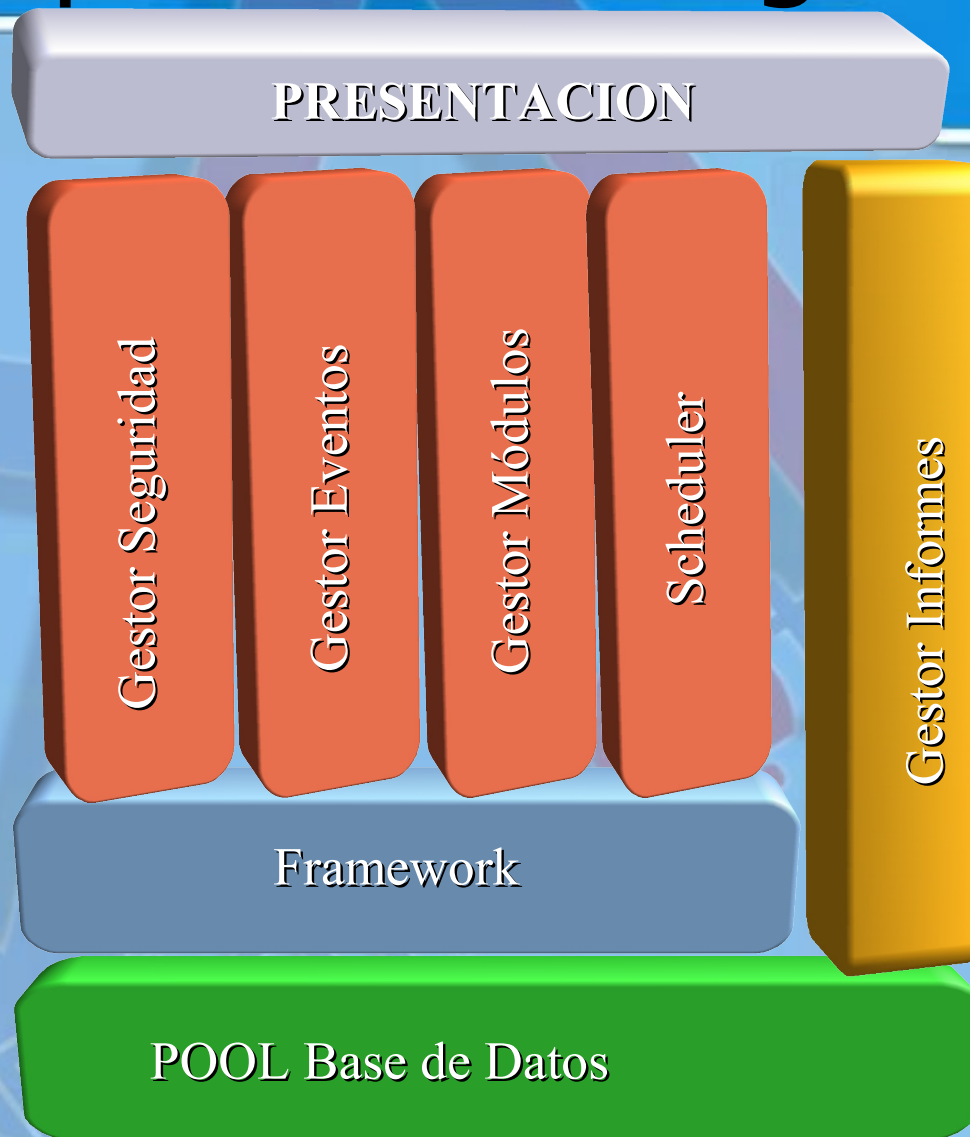 PRESENTACION
Gestor Seguridad
Gestor Eventos
Gestor Módulos
Scheduler
Gestor Informes
Framework
POOL Base de Datos